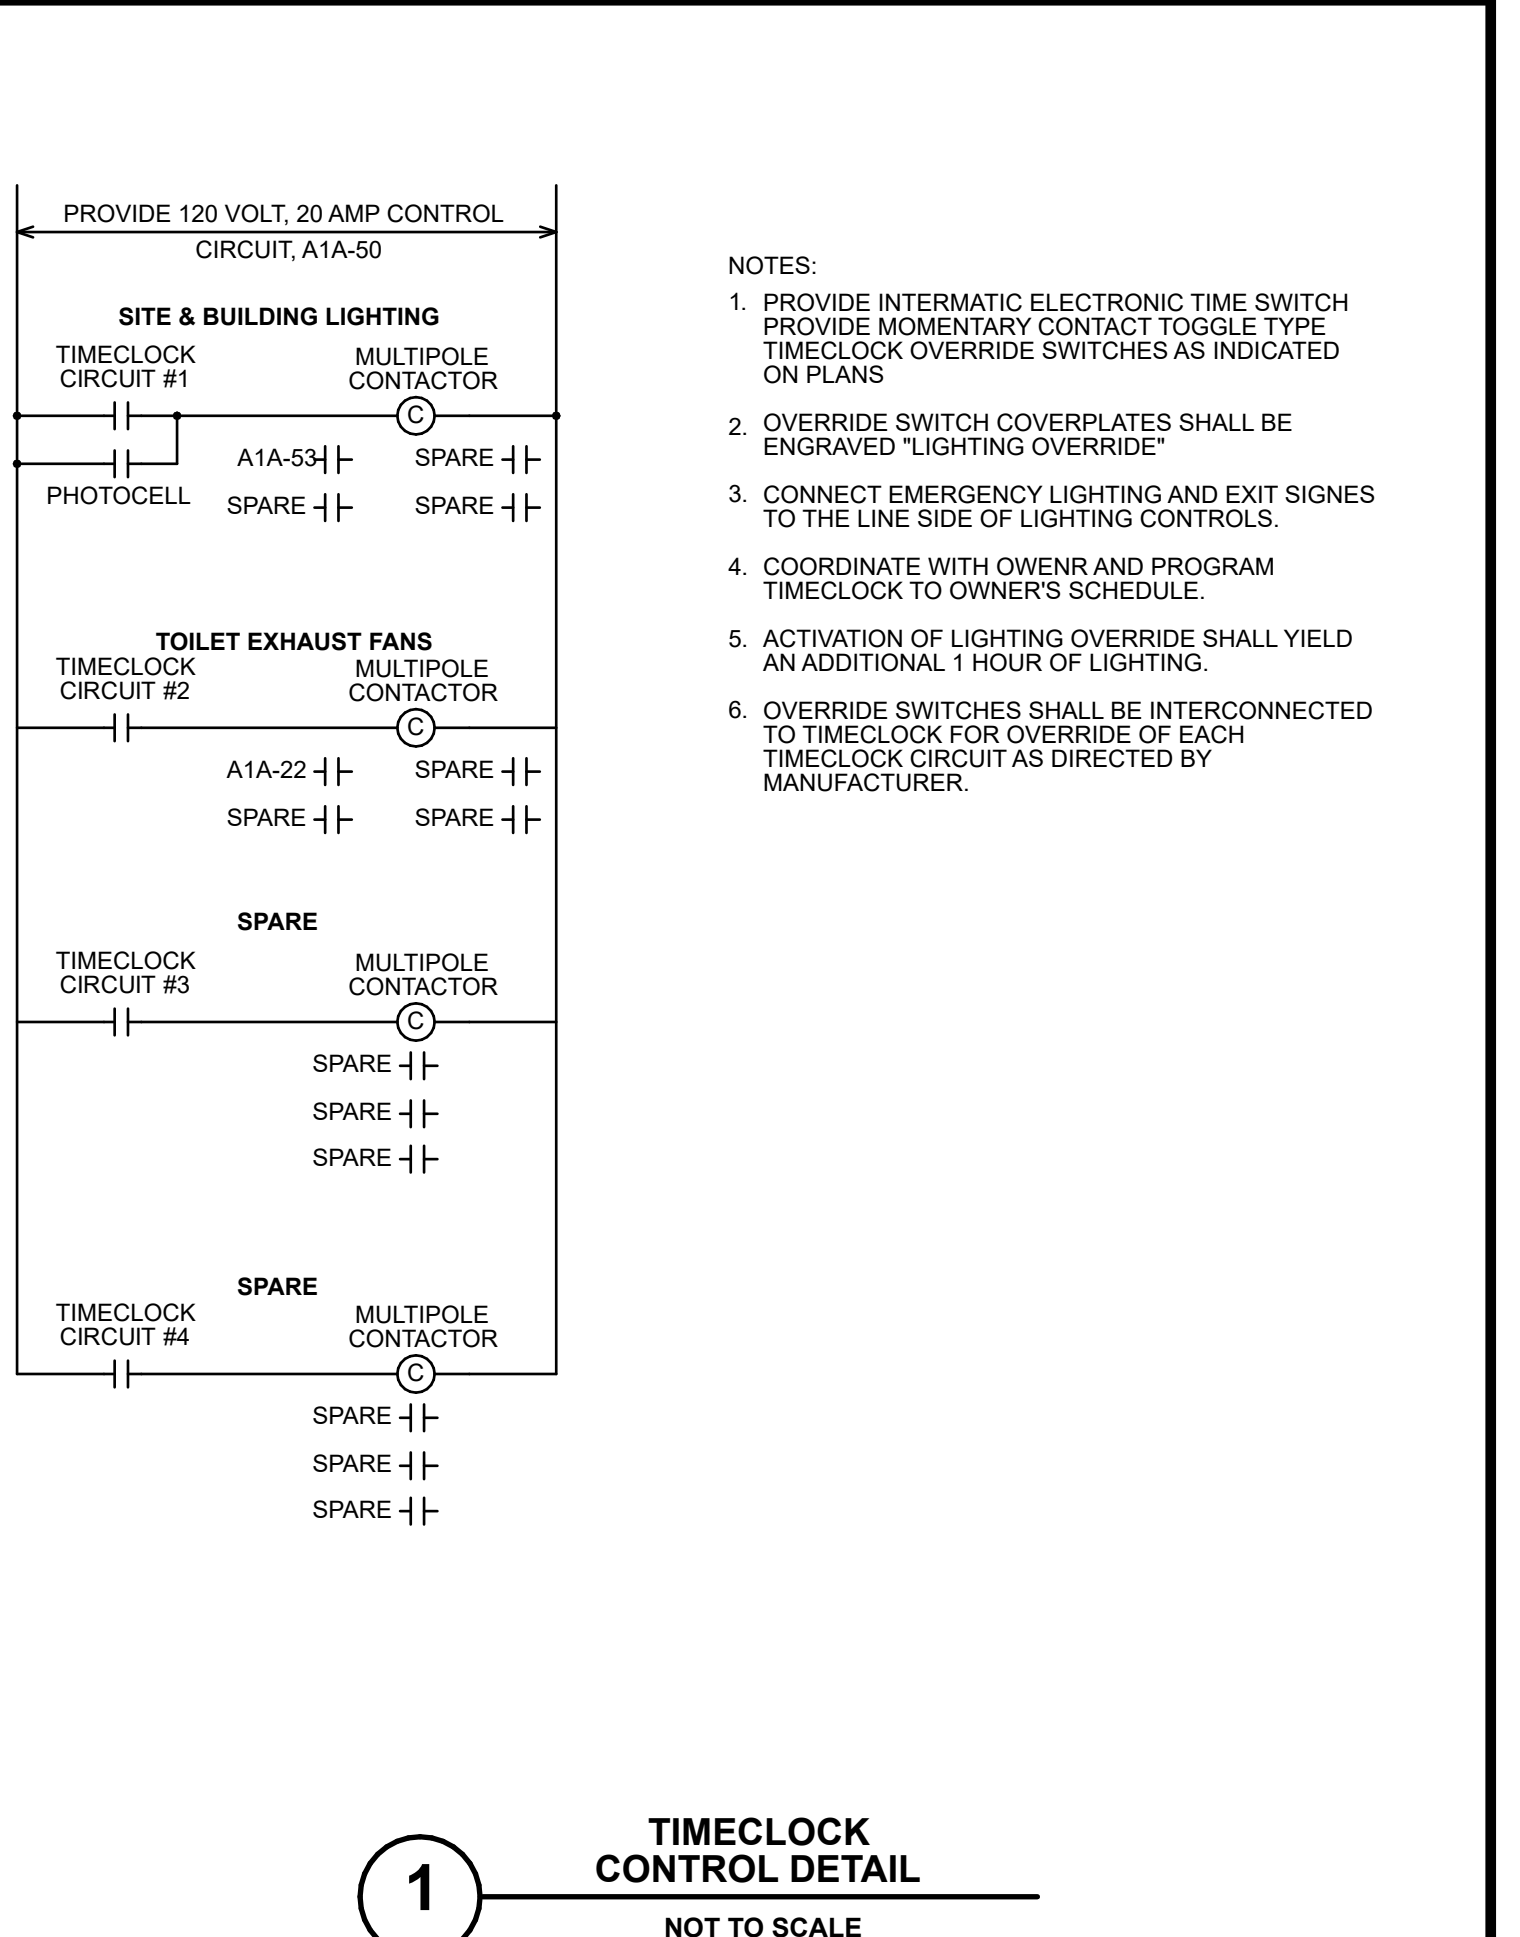 PROVIDE 120 VOLT, 20 AMP CONTROL
CIRCUIT, A1A-50
SITE & BUILDING LIGHTING
TIMECLOCK
CIRCUIT #1
MULTIPOLE
CONTACTOR
C
A1A-53
SPARE
PHOTOCELL
SPARE
SPARE
TOILET EXHAUST FANS
TIMECLOCK
CIRCUIT #2
MULTIPOLE
CONTACTOR
C
A1A-22
SPARE
SPARE
SPARE
SPARE
TIMECLOCK
CIRCUIT #3
MULTIPOLE
CONTACTOR
C
SPARE
SPARE
SPARE
SPARE
TIMECLOCK
CIRCUIT #4
MULTIPOLE
CONTACTOR
C
SPARE
SPARE
SPARE
NOTES:
1. PROVIDE INTERMATIC ELECTRONIC TIME SWITCH
PROVIDE MOMENTARY CONTACT TOGGLE TYPE
TIMECLOCK OVERRIDE SWITCHES AS INDICATED
ON PLANS
2. OVERRIDE SWITCH COVERPLATES SHALL BE
ENGRAVED "LIGHTING OVERRIDE"
3. CONNECT EMERGENCY LIGHTING AND EXIT SIGNES
TO THE LINE SIDE OF LIGHTING CONTROLS.
4. COORDINATE WITH OWENR AND PROGRAM
TIMECLOCK TO OWNER'S SCHEDULE.
5. ACTIVATION OF LIGHTING OVERRIDE SHALL YIELD
AN ADDITIONAL 1 HOUR OF LIGHTING.
6. OVERRIDE SWITCHES SHALL BE INTERCONNECTED
TO TIMECLOCK FOR OVERRIDE OF EACH
TIMECLOCK CIRCUIT AS DIRECTED BY
MANUFACTURER.
1
TIMECLOCK
CONTROL DETAIL
NOT TO SCALE